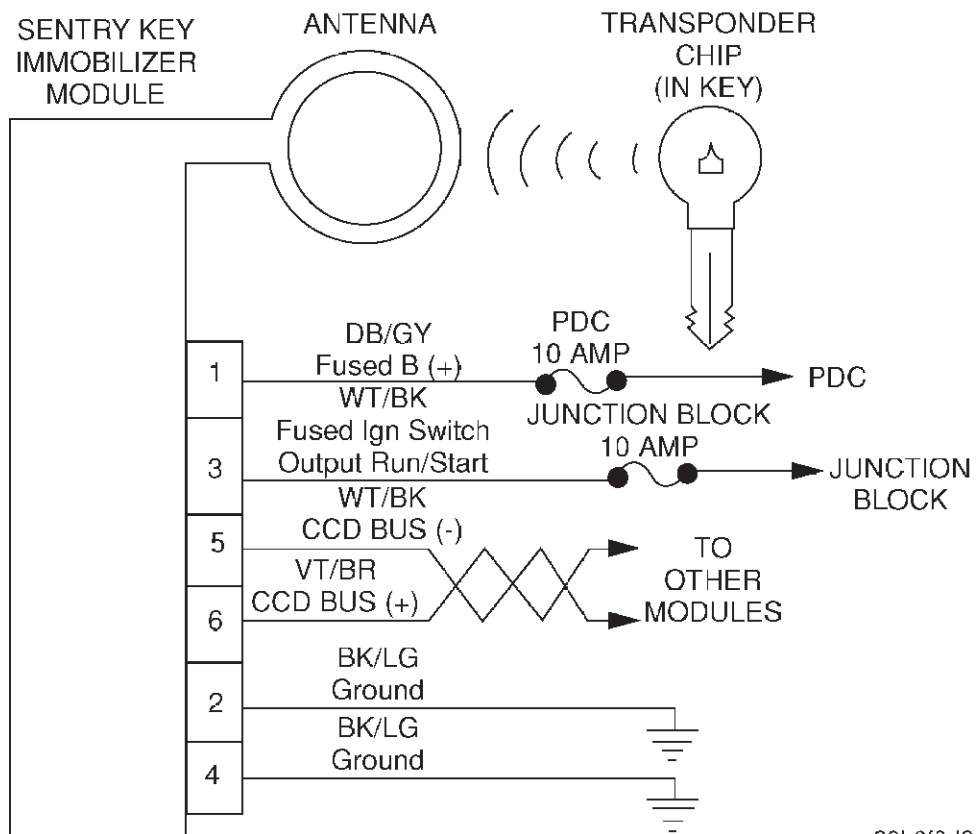 SENTRY KEY
IMMOBILIZER
MODULE
ANTENNA
TRANSPONDER
CHIP
(IN KEY)
1
DB/GY
Fused B (+)
PDC
10 AMP
PDC
3
WT/BK
Fused Ign Switch
Output Run/Start
JUNCTION BLOCK
10 AMP
JUNCTION
BLOCK
5
WT/BK
CCD BUS (-)
6
VT/BR
CCD BUS (+)
TO
OTHER
MODULES
2
BK/LG
Ground
4
BK/LG
Ground